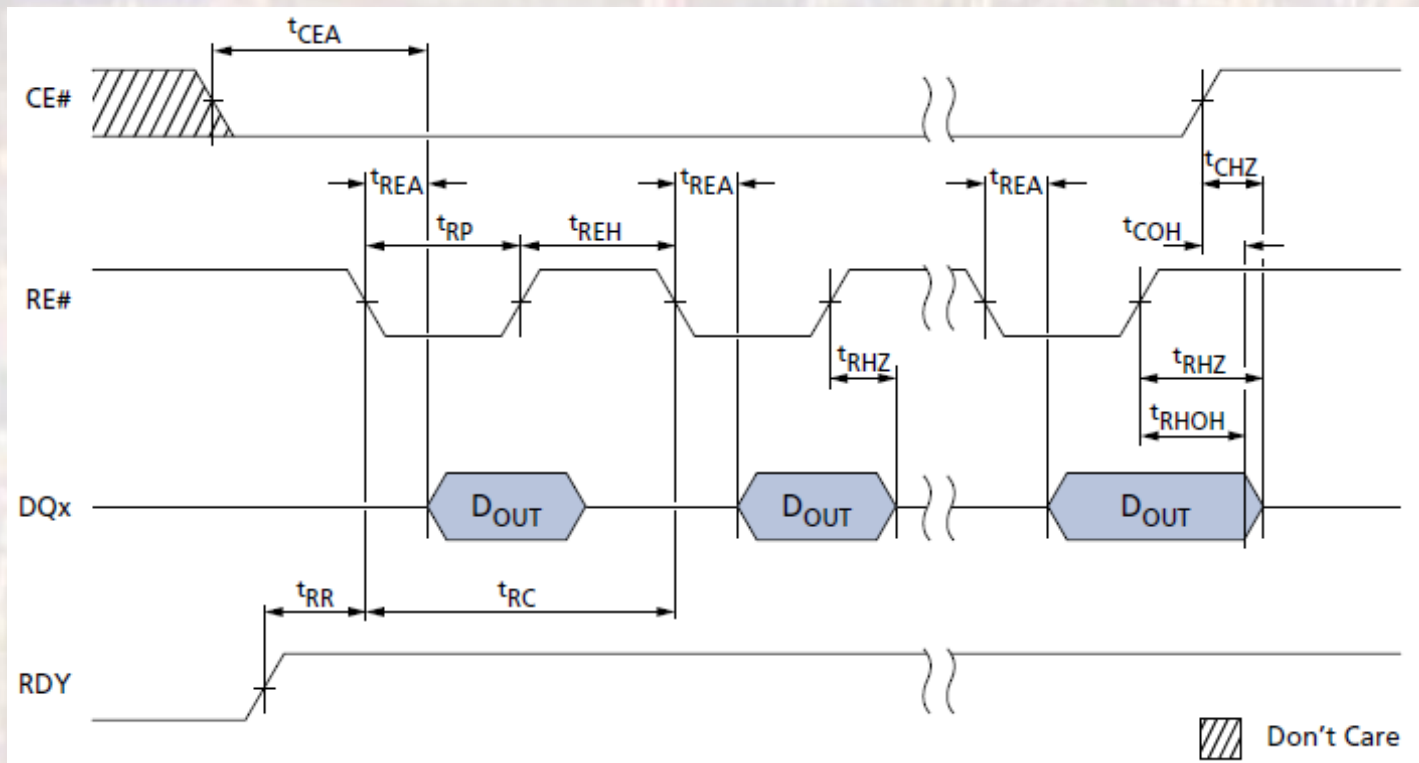 tCEA
CE#
tREA
tREA
tREA
tCHZ
tRP
tREH
tCOH
RE#
tRHZ
tRHZ
tRHOH
DQx
DOUT
DOUT
DOUT
tRR
tRC
RDY
Don't Care